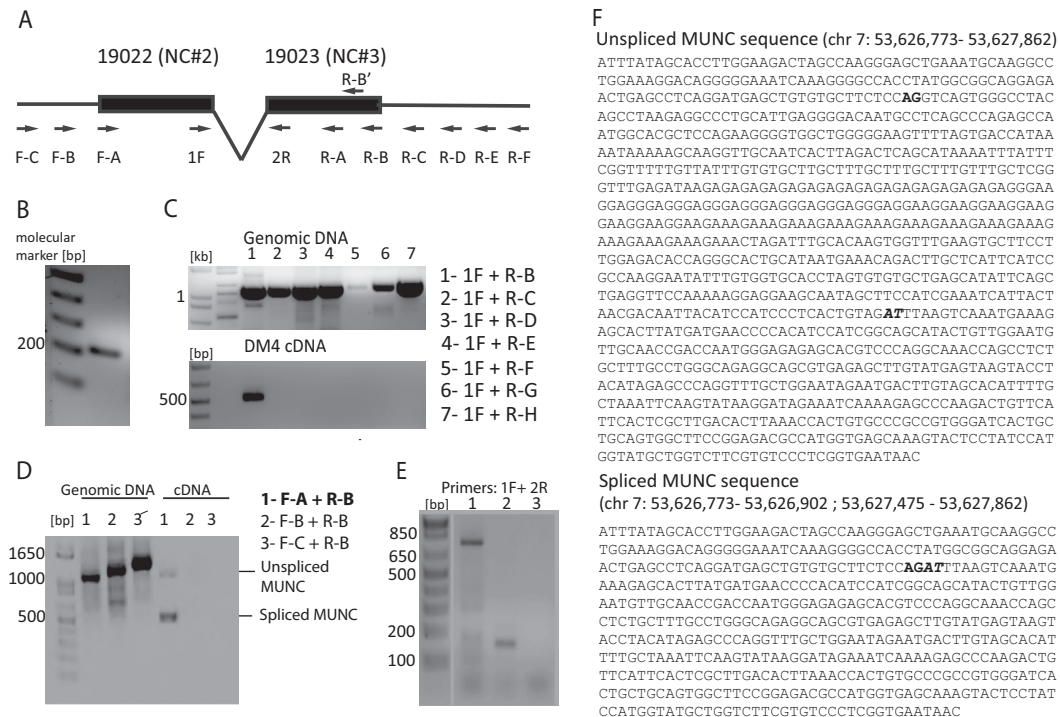 A
19022 (NC#2)
19023 (NC#3)
R-B'
F-C F-B F-A 1F 2R R-A R-B R-C R-D R-E R-F
B
molecular
marker [bp]
200
C
Genomic DNA
[kb] 1 2 3 4 5 6 7
1
DM4 cDNA
[bp]
500
1- 1F + R-B
2- 1F + R-C
3- 1F + R-D
4- 1F + R-E
5- 1F + R-F
6- 1F + R-G
7- 1F + R-H
D
Genomic DNA cDNA
[bp] 1 2 3 1 2 3
1650
1000
500
1- F-A + R-B
2- F-B + R-B
3- F-C + R-B
Unspliced
MUNC
Spliced MUNC
E
Primers: 1F+ 2R
[bp] 1 2 3
850
650
500
200
100
F
Unspliced MUNC sequence (chr 7: 53,626,773- 53,627,862)
ATTTATAGCACCTTGGAAGACTAGCCAAGGGAGCTGAAATGCAAGGCC
TGGAAAGGACAGGGGGAAATCAAAGGGGCCACCTATGGCGGCAGGAGA
ACTGAGCCTCAGGATGAGCTGTGTGCTTCTCCAGGTCAGTGGGCCTAC
AGCCTAAGAGGCCCTGCATTGAGGGGACAATGCCTCAGCCCAGAGCCA
ATGGCACGCTCCAGAAGGGGTGGCTGGGGAAGTTTTAGTGACCATAA
AATAAAAAGCAAGGTTGCAATCACTTAGACTCAGCATAAAATTTATTT
CGGTTTTTGTTATTTGTGTGCTTGCTTTGCTTTGCTTTGTTTGCTCGG
GTTTGAGATAAGAGAGAGAGAGAGAGAGAGAGAGAGAGAGAGAGGGAA
GGAGGGAGGGAGGGAGGGAGGGAGGGAGGGAGGAAGGAAGGAAGGAAG
GAAGGAAGGAAGAAAGAAAGAAAGAAAGAAAGAAAGAAAGAAAGAAAG
AAAGAAAGAAAGAAACTAGATTTGCACAAGTGGTTTGAAGTGCTTCCT
TGGAGACACCAGGGCACTGCATAATGAAACAGACTTGCTCATTCATCC
GCCAAGGAATATTTGTGGTGCACCTAGTGTGTGCTGAGCATATTCAGC
TGAGGTTCCAAAAAGGAGGAAGCAATAGCTTCCATCGAAATCATTACT
AACGACAATTACATCCATCCCTCACTGTAGATTTAAGTCAAATGAAAG
AGCACTTATGATGAACCCCACATCCATCGGCAGCATACTGTTGGAATG
TTGCAACCGACCAATGGGAGAGAGCACGTCCCAGGCAAACCAGCCTCT
GCTTTGCCTGGGCAGAGGCAGCGTGAGAGCTTGTATGAGTAAGTACCT
ACATAGAGCCCAGGTTTGCTGGAATAGAATGACTTGTAGCACATTTTG
CTAAATTCAAGTATAAGGATAGAAATCAAAAGAGCCCAAGACTGTTCA
TTCACTCGCTTGACACTTAAACCACTGTGCCCGCCGTGGGATCACTGC
TGCAGTGGCTTCCGGAGACGCCATGGTGAGCAAAGTACTCCTATCCAT
GGTATGCTGGTCTTCGTGTCCCTCGGTGAATAAC
Spliced MUNC sequence
(chr 7: 53,626,773- 53,626,902 ; 53,627,475 - 53,627,862)
ATTTATAGCACCTTGGAAGACTAGCCAAGGGAGCTGAAATGCAAGGCC
TGGAAAGGACAGGGGGAAATCAAAGGGGCCACCTATGGCGGCAGGAGA
ACTGAGCCTCAGGATGAGCTGTGTGCTTCTCCAGATTTAAGTCAAATG
AAAGAGCACTTATGATGAACCCCACATCCATCGGCAGCATACTGTTGG
AATGTTGCAACCGACCAATGGGAGAGAGCACGTCCCAGGCAAACCAGC
CTCTGCTTTGCCTGGGCAGAGGCAGCGTGAGAGCTTGTATGAGTAAGT
ACCTACATAGAGCCCAGGTTTGCTGGAATAGAATGACTTGTAGCACAT
TTTGCTAAATTCAAGTATAAGGATAGAAATCAAAAGAGCCCAAGACTG
TTCATTCACTCGCTTGACACTTAAACCACTGTGCCCGCCGTGGGATCA
CTGCTGCAGTGGCTTCCGGAGACGCCATGGTGAGCAAAGTACTCCTAT
CCATGGTATGCTGGTCTTCGTGTCCCTCGGTGAATAAC